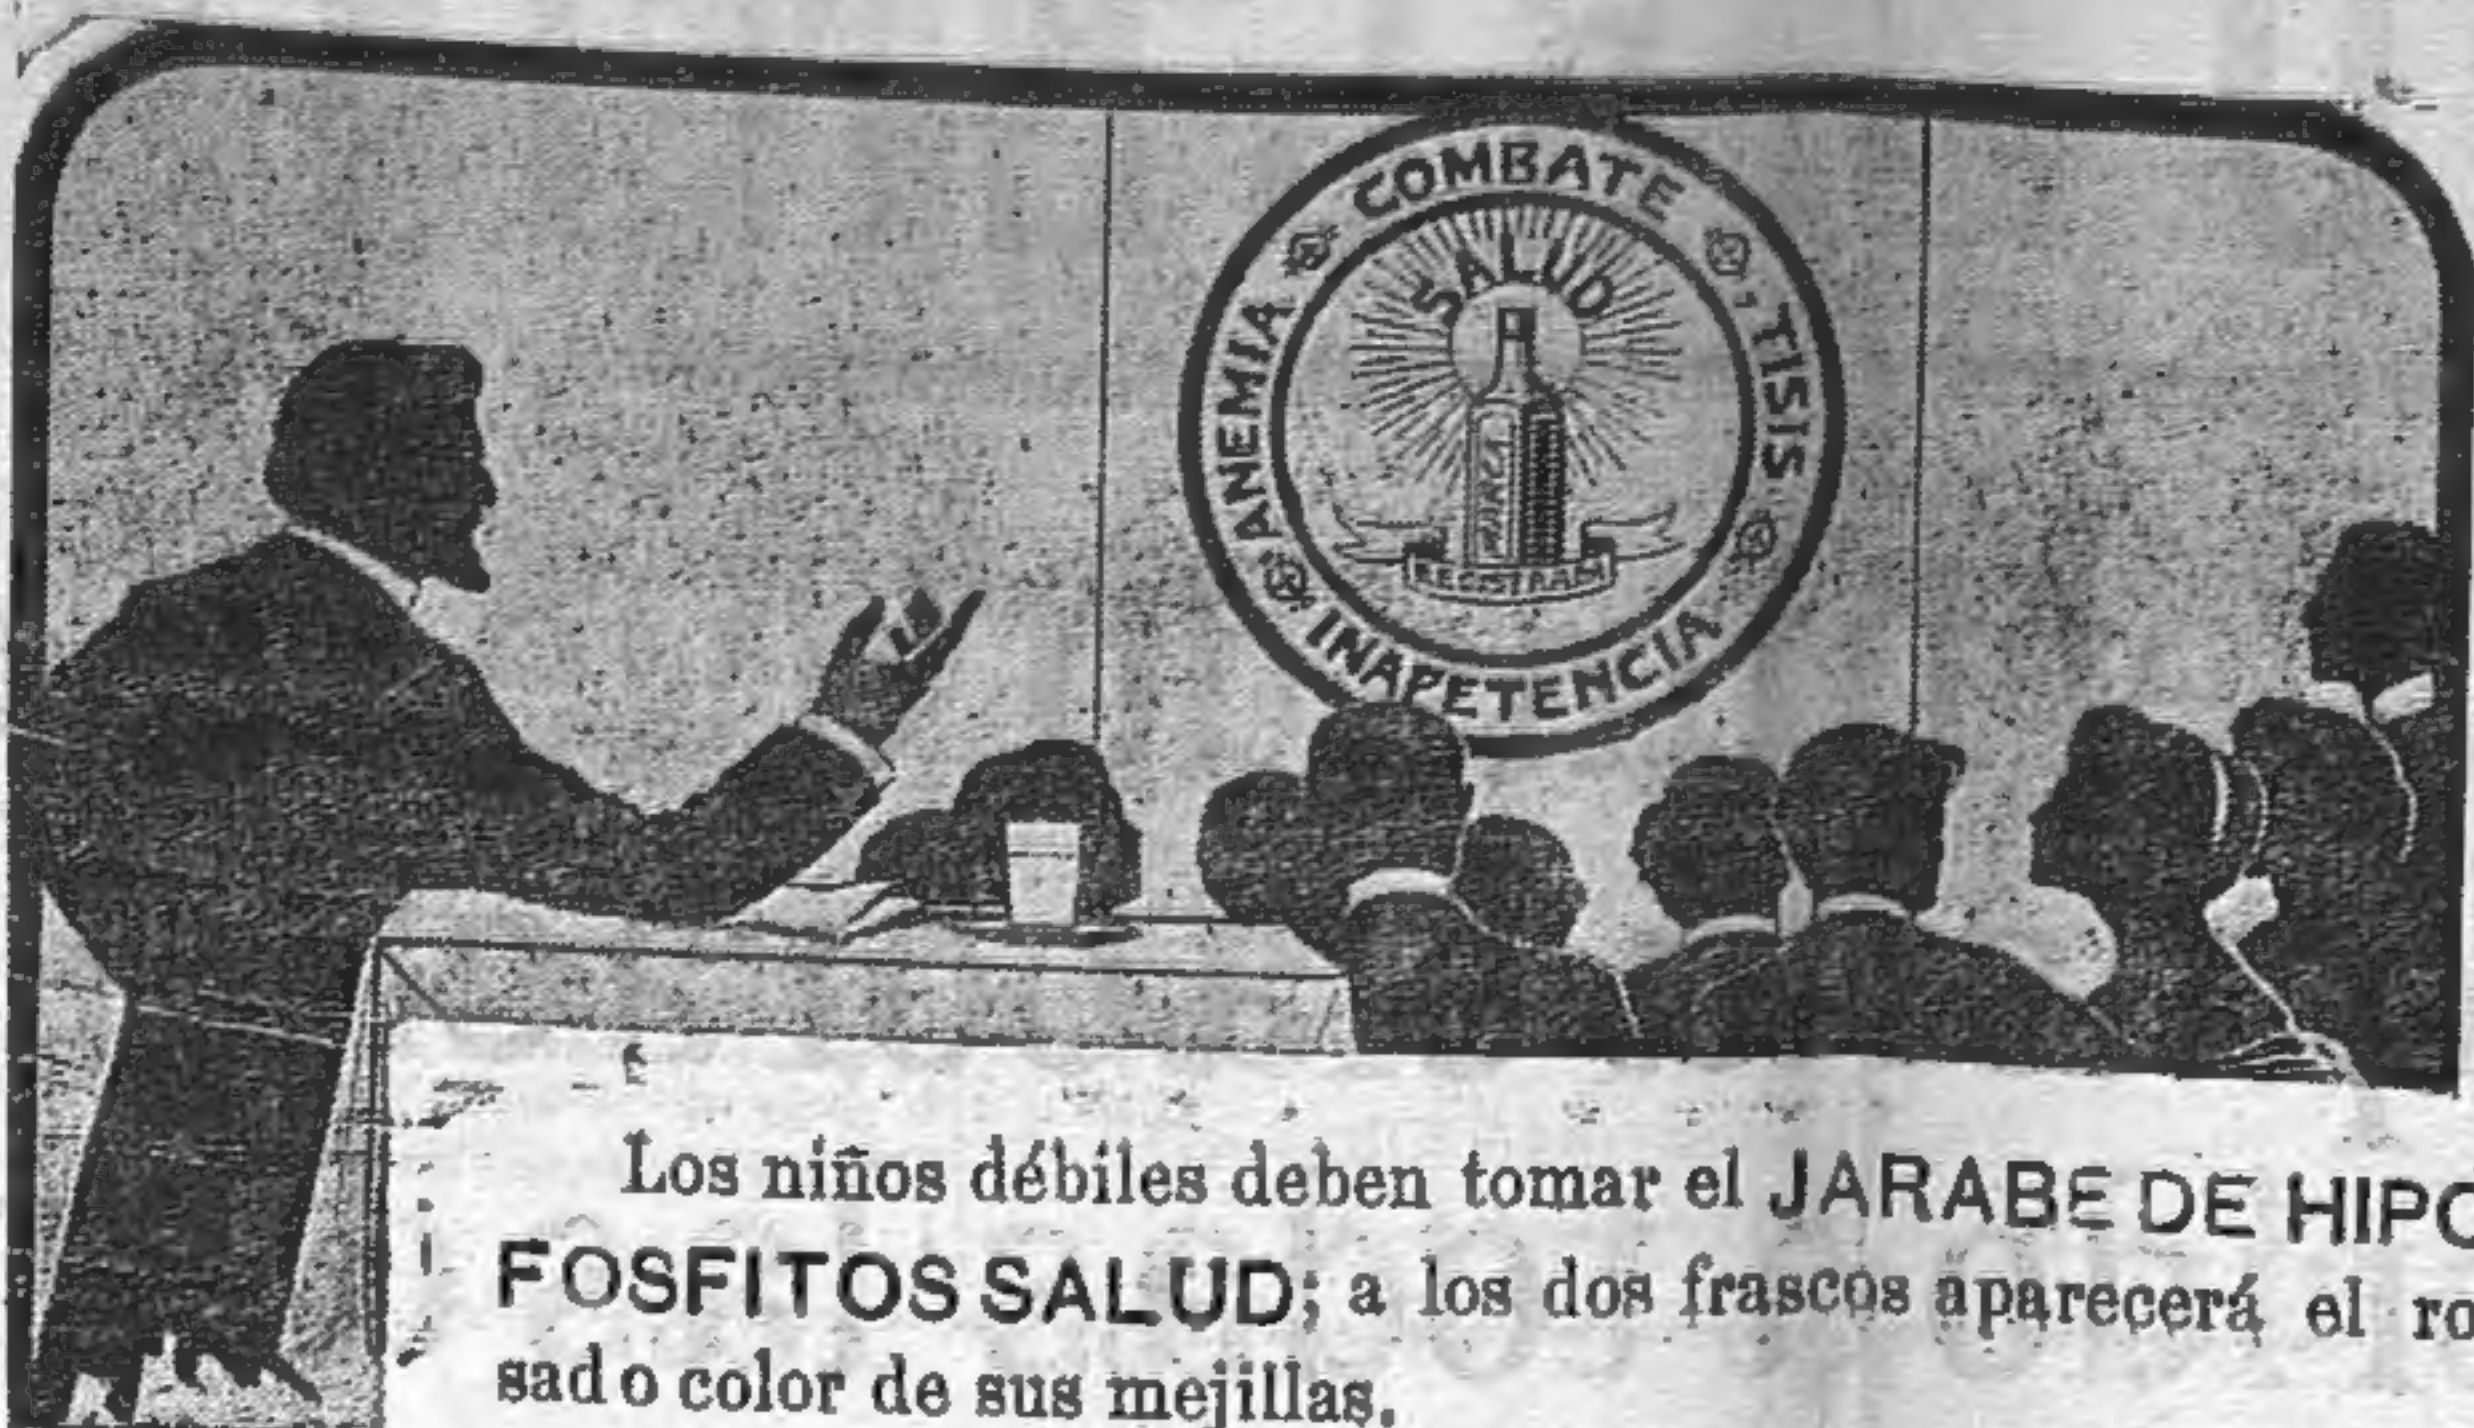 COMBATE
TISIS
INAPETENCIA
ANEMIA
SALUD
MARCA
REGISTRADA
Los niños débiles deben tomar el JARABE DE HIPO
FOSFITOS SALUD; a los dos frascos aparecerá el ro
sado color de sus mejillas.